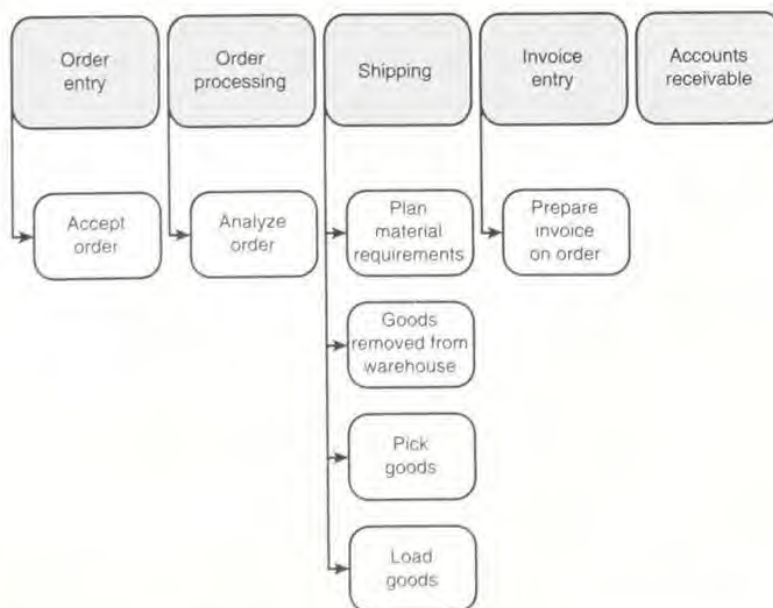 Order
entry
Order
processing
Shipping
Invoice
entry
Accounts
receivable
Accept
order
Analyze
order
Plan
material
requirements
Prepare
invoice
on order
Goods
removed from
warehouse
Pick
goods
Load
goods